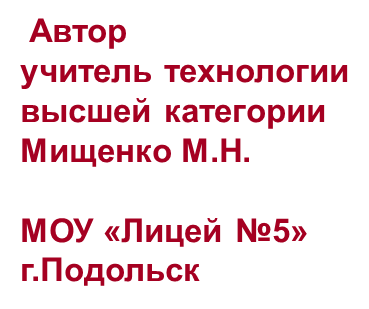 Автор
учитель технологии
высшей категории
Мищенко М.Н.
МОУ «Лицей №5»
г.Подольск